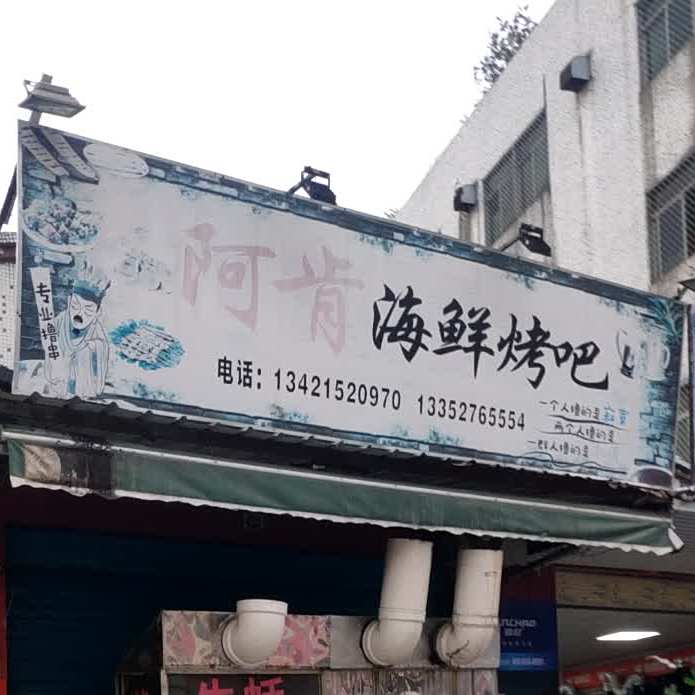 阿肯海鲜烤吧
专业撸串
电话：13421520970 13352765554
一个人撸的是寂寞
两个人撸的是
一群人撸的是